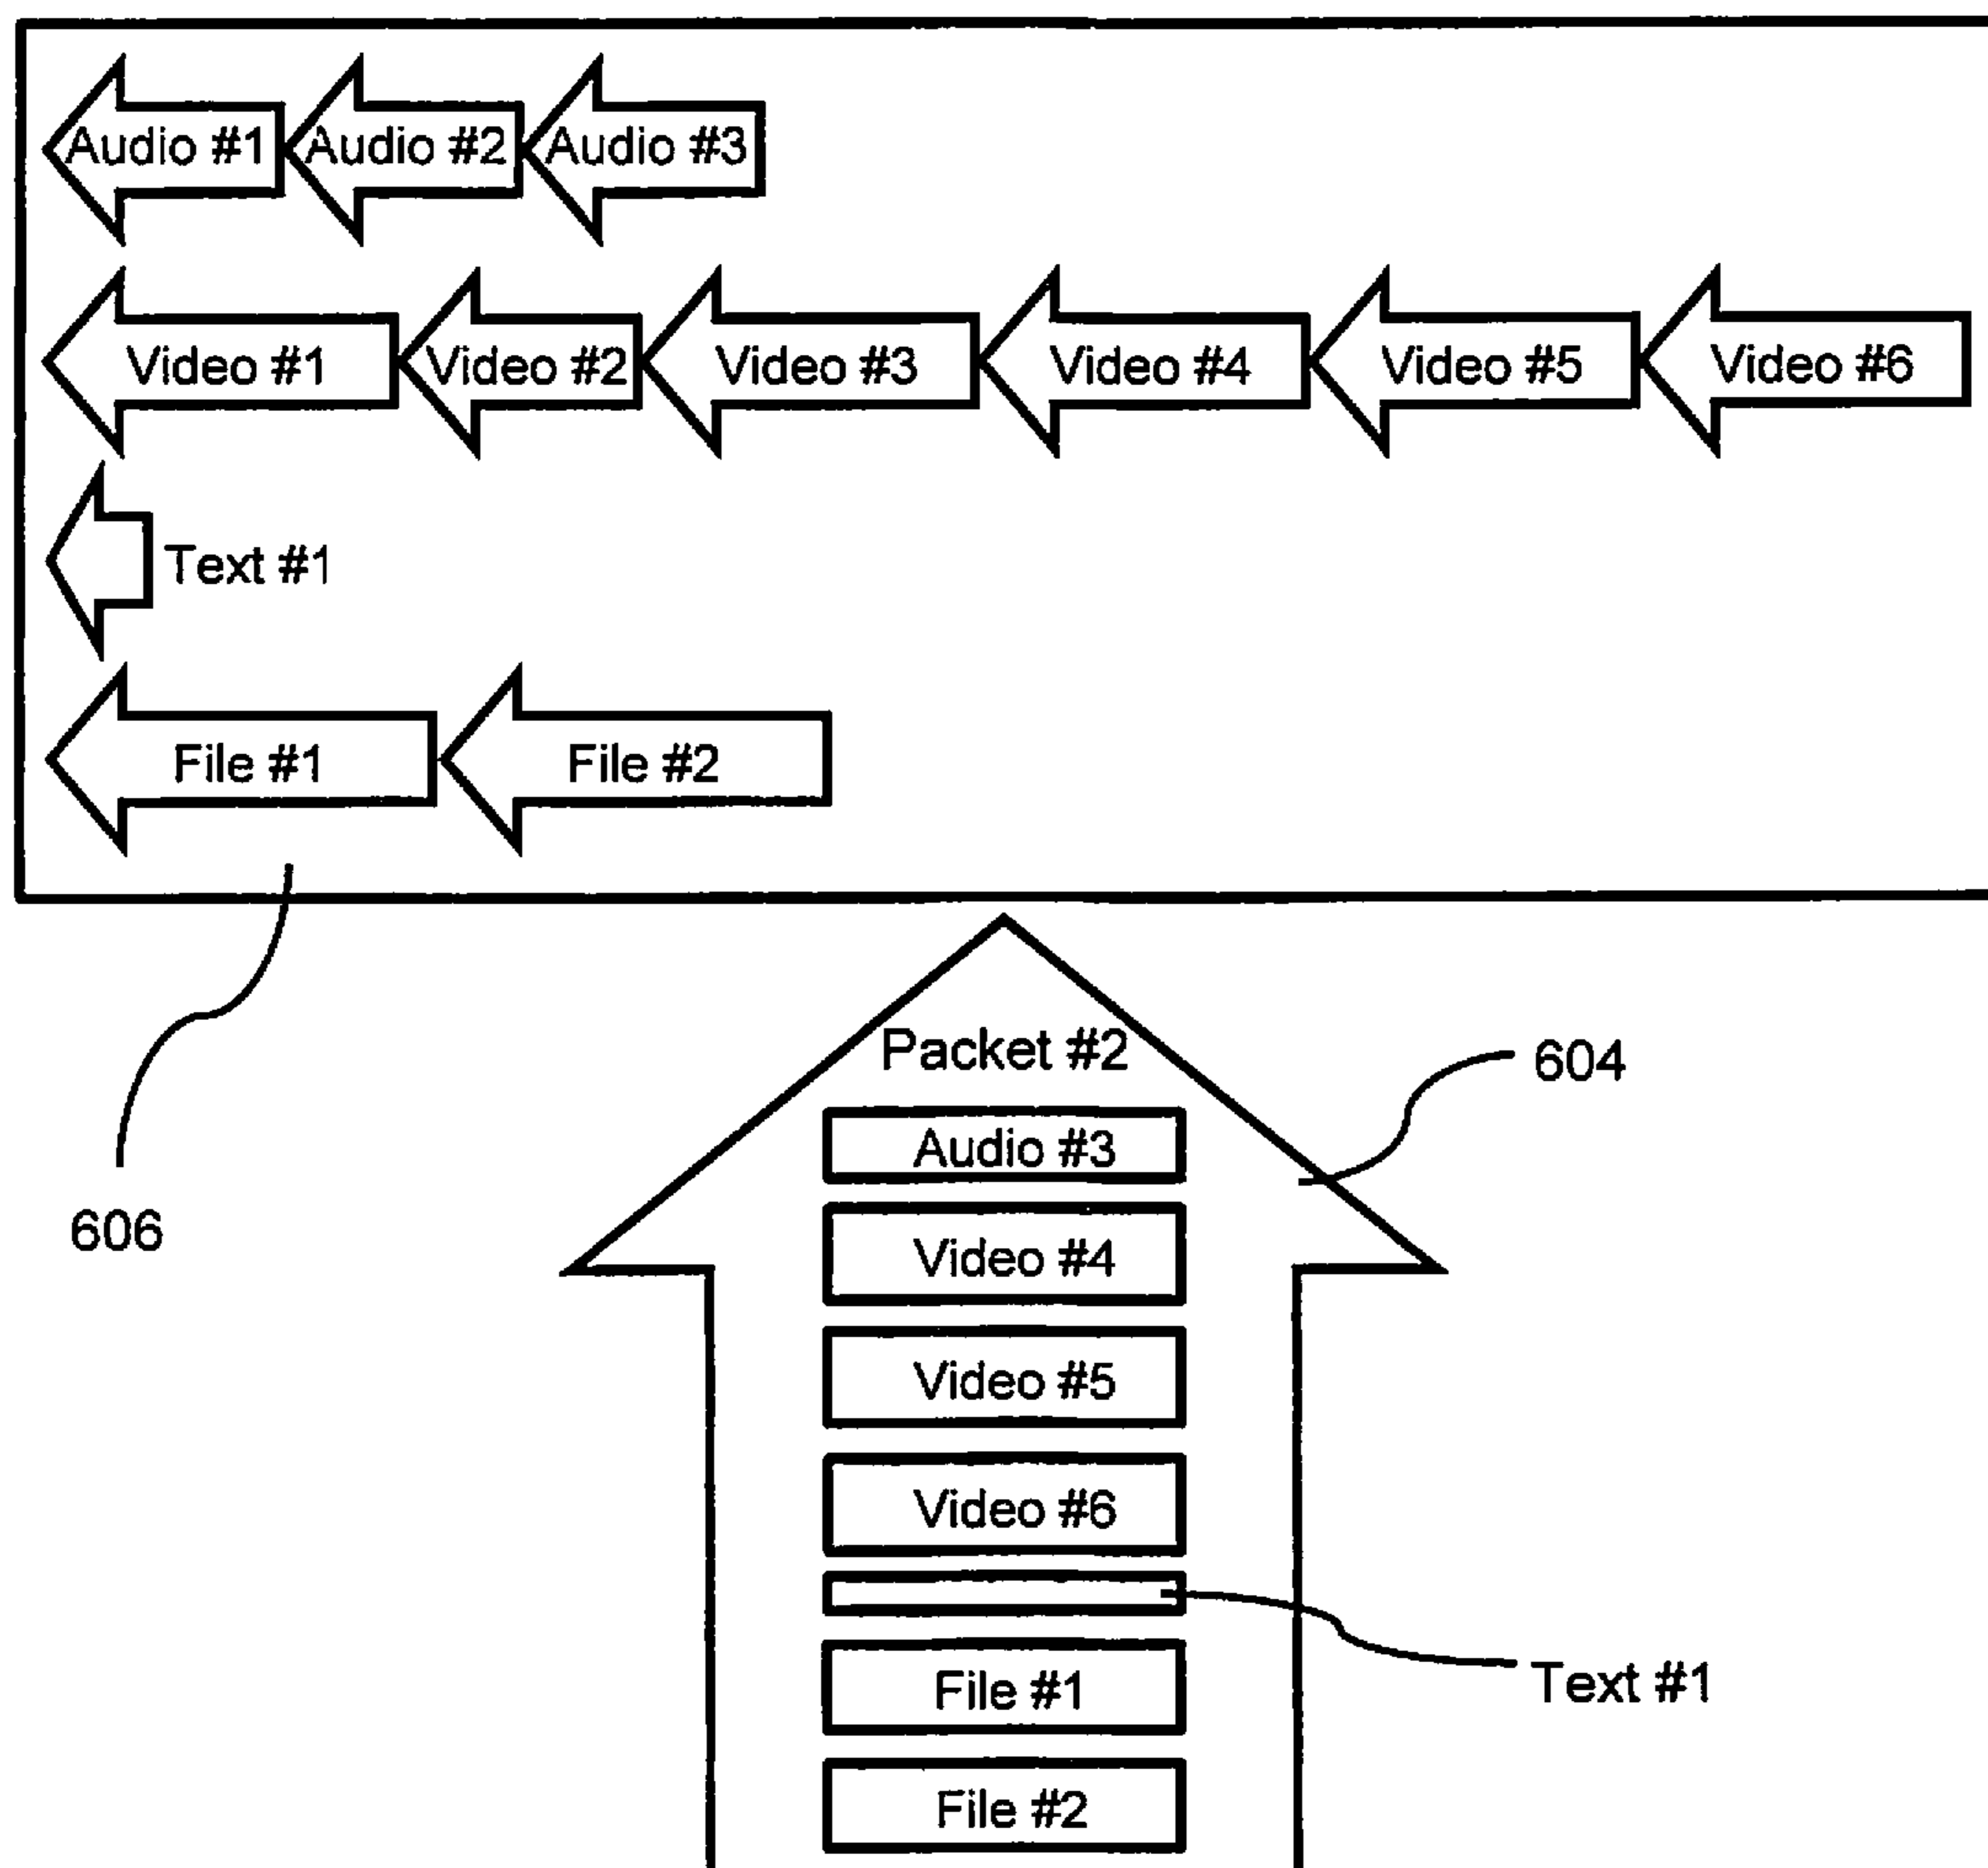 Audio #1 Audio #2 Audio #3
Video #1 Video #2 Video #3 Video #4 Video #5 Video #6
Text #1
File #1 File #2
Packet #2
604
Audio #3
606
Video #4
Video #5
Video #6
Text #1
File #1
File #2